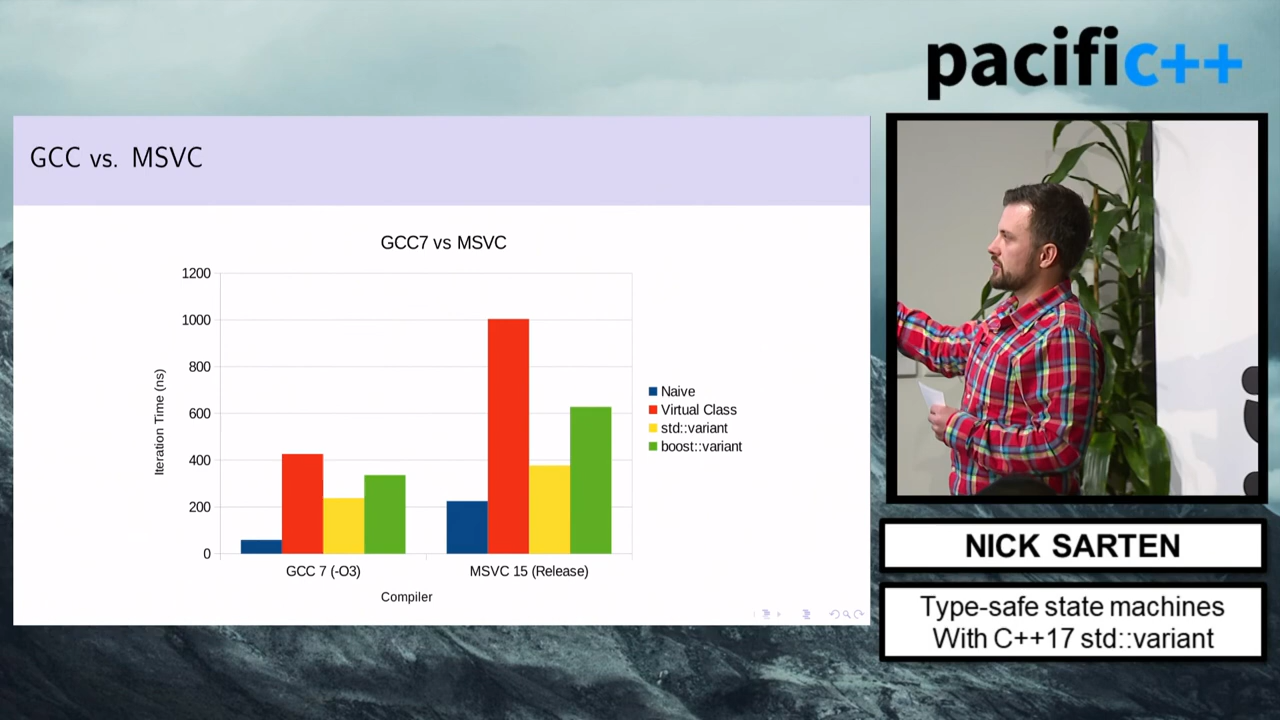 pacifiC++
GCC vs. MSVC
GCC7 vs MSVC
Iteration Time (ns)
1200
1000
800
600
400
200
0
GCC 7 (-O3)
MSVC 15 (Release)
Compiler
Naive
Virtual Class
std::variant
boost::variant
NICK SARTEN
Type-safe state machines
With C++17 std::variant